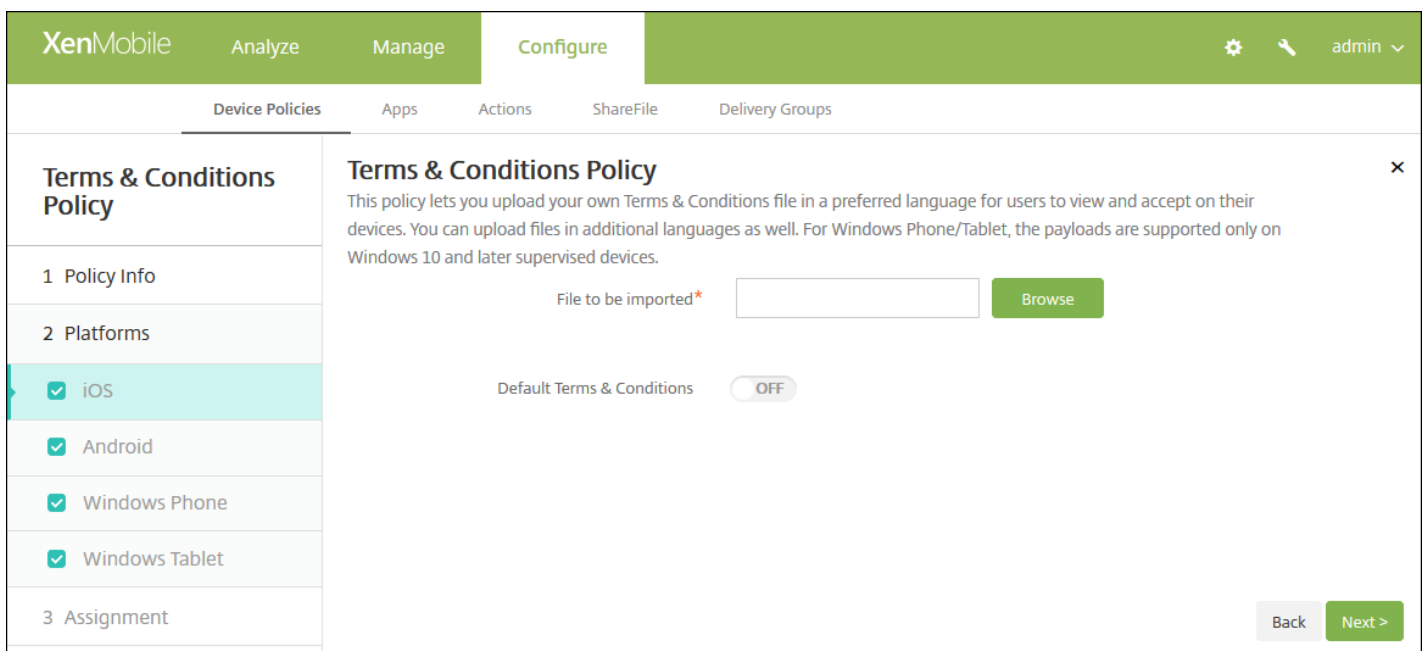 XenMobile Analyze Manage Configure admin
Device Policies Apps Actions ShareFile Delivery Groups
Terms & Conditions
Policy
1 Policy Info
2 Platforms
iOS
Android
Windows Phone
Windows Tablet
3 Assignment
Terms & Conditions Policy
This policy lets you upload your own Terms & Conditions file in a preferred language for users to view and accept on their
devices. You can upload files in additional languages as well. For Windows Phone/Tablet, the payloads are supported only on
Windows 10 and later supervised devices.
File to be imported* Browse
Default Terms & Conditions OFF
Back Next >